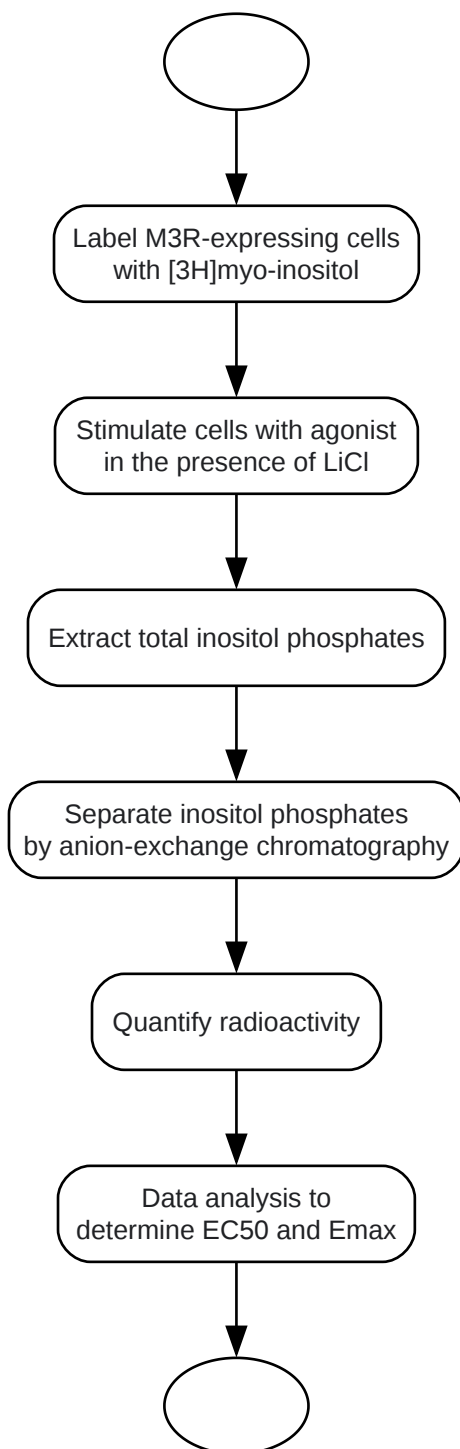 Label M3R-expressing cells
with [3H]myo-inositol
Stimulate cells with agonist
in the presence of LiCl
Extract total inositol phosphates
Separate inositol phosphates
by anion-exchange chromatography
Quantify radioactivity
Data analysis to
determine EC50 and Emax